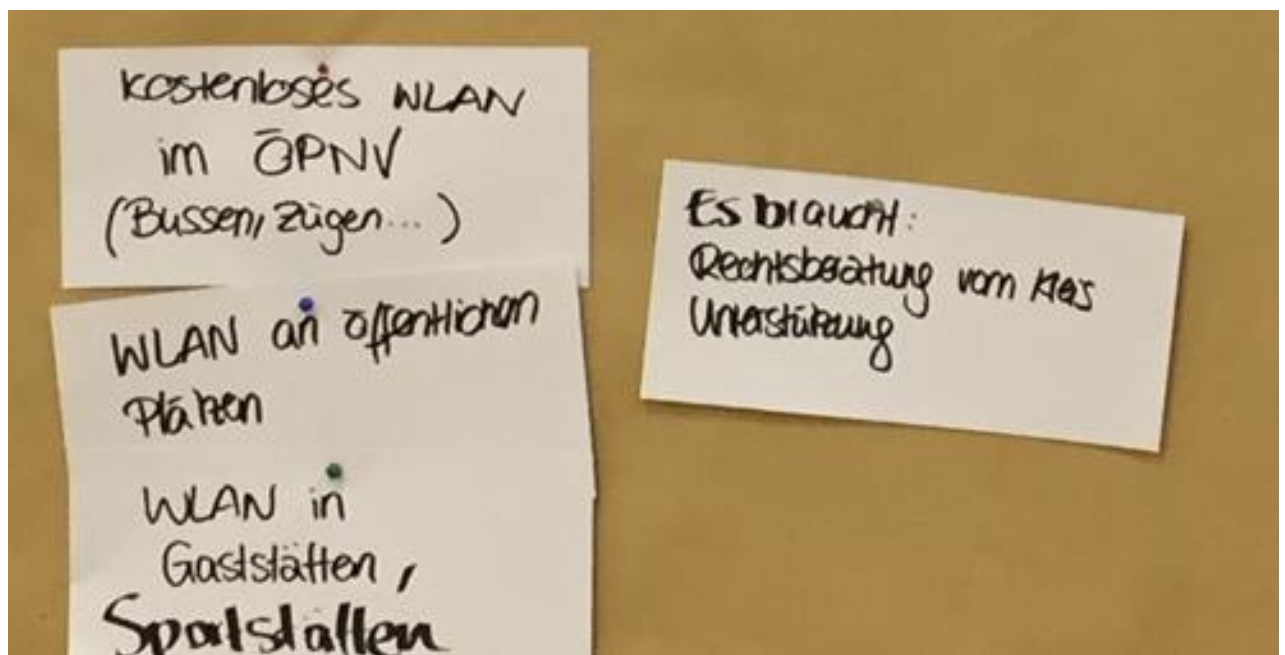 kostenloses WLAN
im ÖPNV
(Bussen, Zügen...)
WLAN an öffentlichen
Plätzen
WLAN in
Gaststätten,
Sportstätten
Es braucht:
Rechtsberatung vom Kreis
Unterstützung